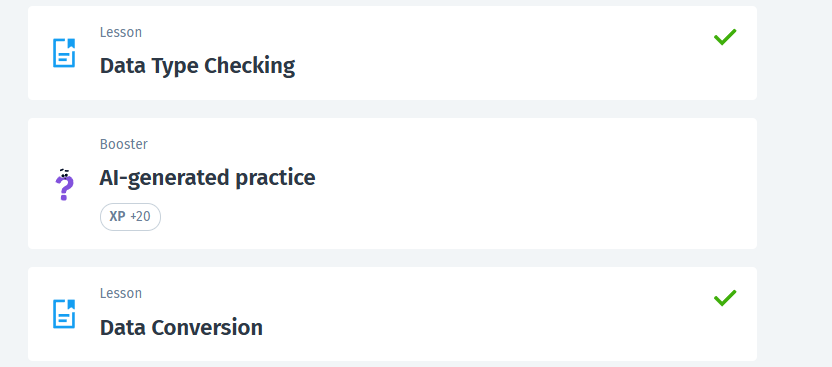 Lesson
Data Type Checking
Booster
AI-generated practice
XP +20
Lesson
Data Conversion